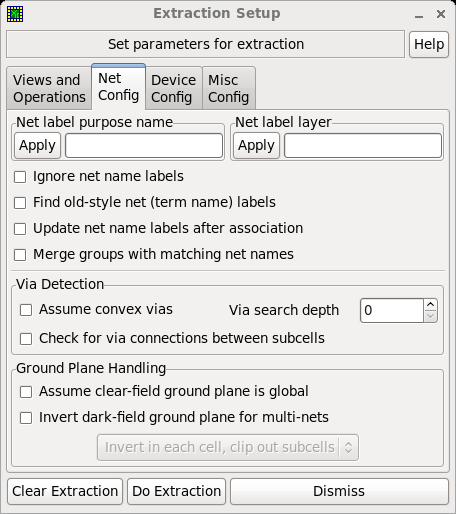 Extraction Setup
Set parameters for extraction
Help
Views and
Operations
Net
Config
Device
Config
Misc
Config
Net label purpose name
Net label layer
Apply
Apply
Ignore net name labels
Find old-style net (term name) labels
Update net name labels after association
Merge groups with matching net names
Via Detection
Assume convex vias
Via search depth
0
Check for via connections between subcells
Ground Plane Handling
Assume clear-field ground plane is global
Invert dark-field ground plane for multi-nets
Invert in each cell, clip out subcells
Clear Extraction
Do Extraction
Dismiss